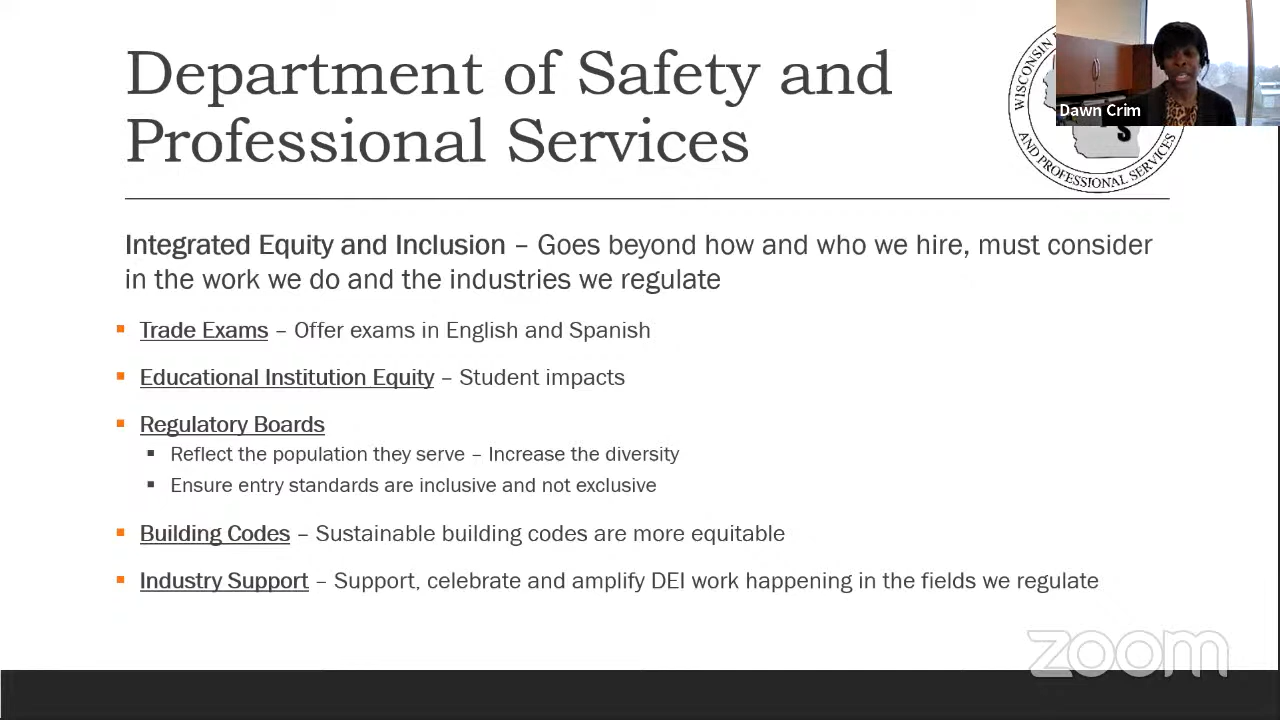 Department of Safety and
Professional Services
WISCONSIN
AND PROFESSIONAL SERVICES
S
Dawn Crim
Integrated Equity and Inclusion – Goes beyond how and who we hire, must consider
in the work we do and the industries we regulate
Trade Exams – Offer exams in English and Spanish
Educational Institution Equity – Student impacts
Regulatory Boards
Reflect the population they serve – Increase the diversity
Ensure entry standards are inclusive and not exclusive
Building Codes – Sustainable building codes are more equitable
Industry Support – Support, celebrate and amplify DEI work happening in the fields we regulate
zoom